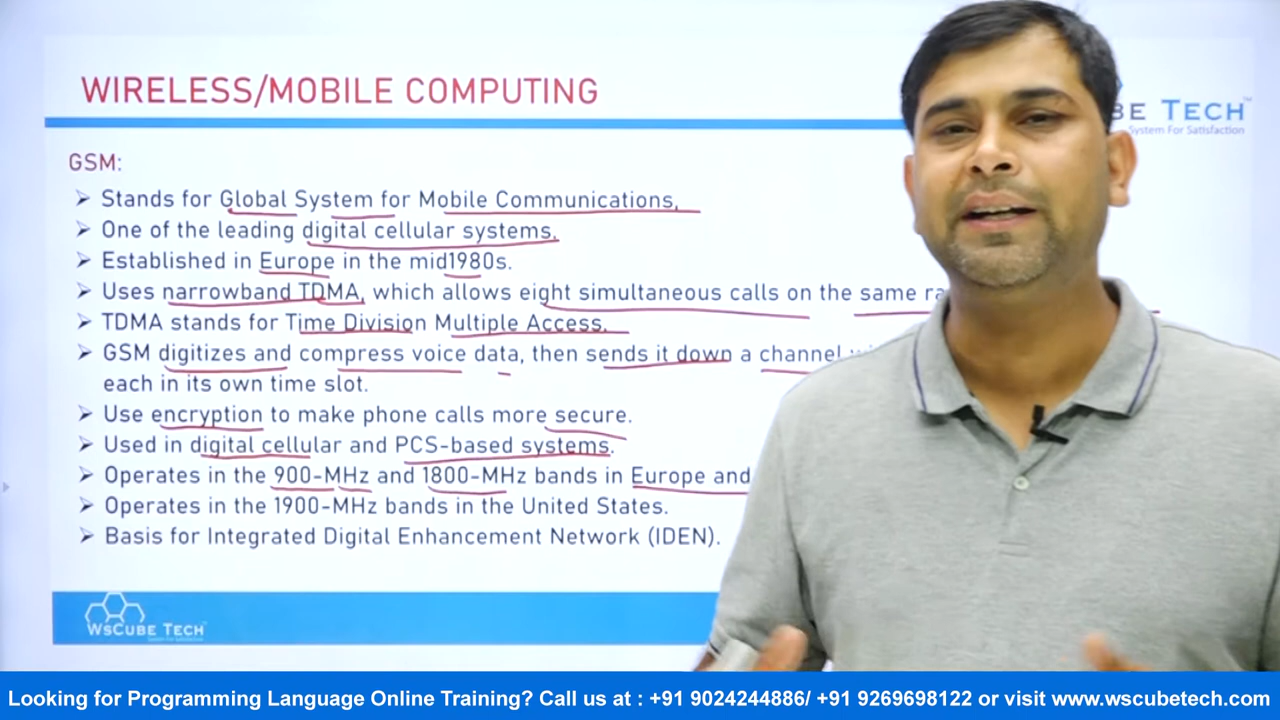 WIRELESS/MOBILE COMPUTING
BE TECH™
System For Satisfaction
GSM:
➢ Stands for Global System for Mobile Communications,
➢ One of the leading digital cellular systems.
➢ Established in Europe in the mid1980s.
➢ Uses narrowband TDMA, which allows eight simultaneous calls on the same
➢ TDMA stands for Time Division Multiple Access.
➢ GSM digitizes and compress voice data, then sends it down a channel
each in its own time slot.
➢ Use encryption to make phone calls more secure.
➢ Used in digital cellular and PCS-based systems.
➢ Operates in the 900-MHz and 1800-MHz bands in Europe and
➢ Operates in the 1900-MHz bands in the United States.
➢ Basis for Integrated Digital Enhancement Network (IDEN).
WSCUBE TECH
Looking for Programming Language Online Training? Call us at : +91 9024244886/ +91 9269698122 or visit www.wscubetech.com